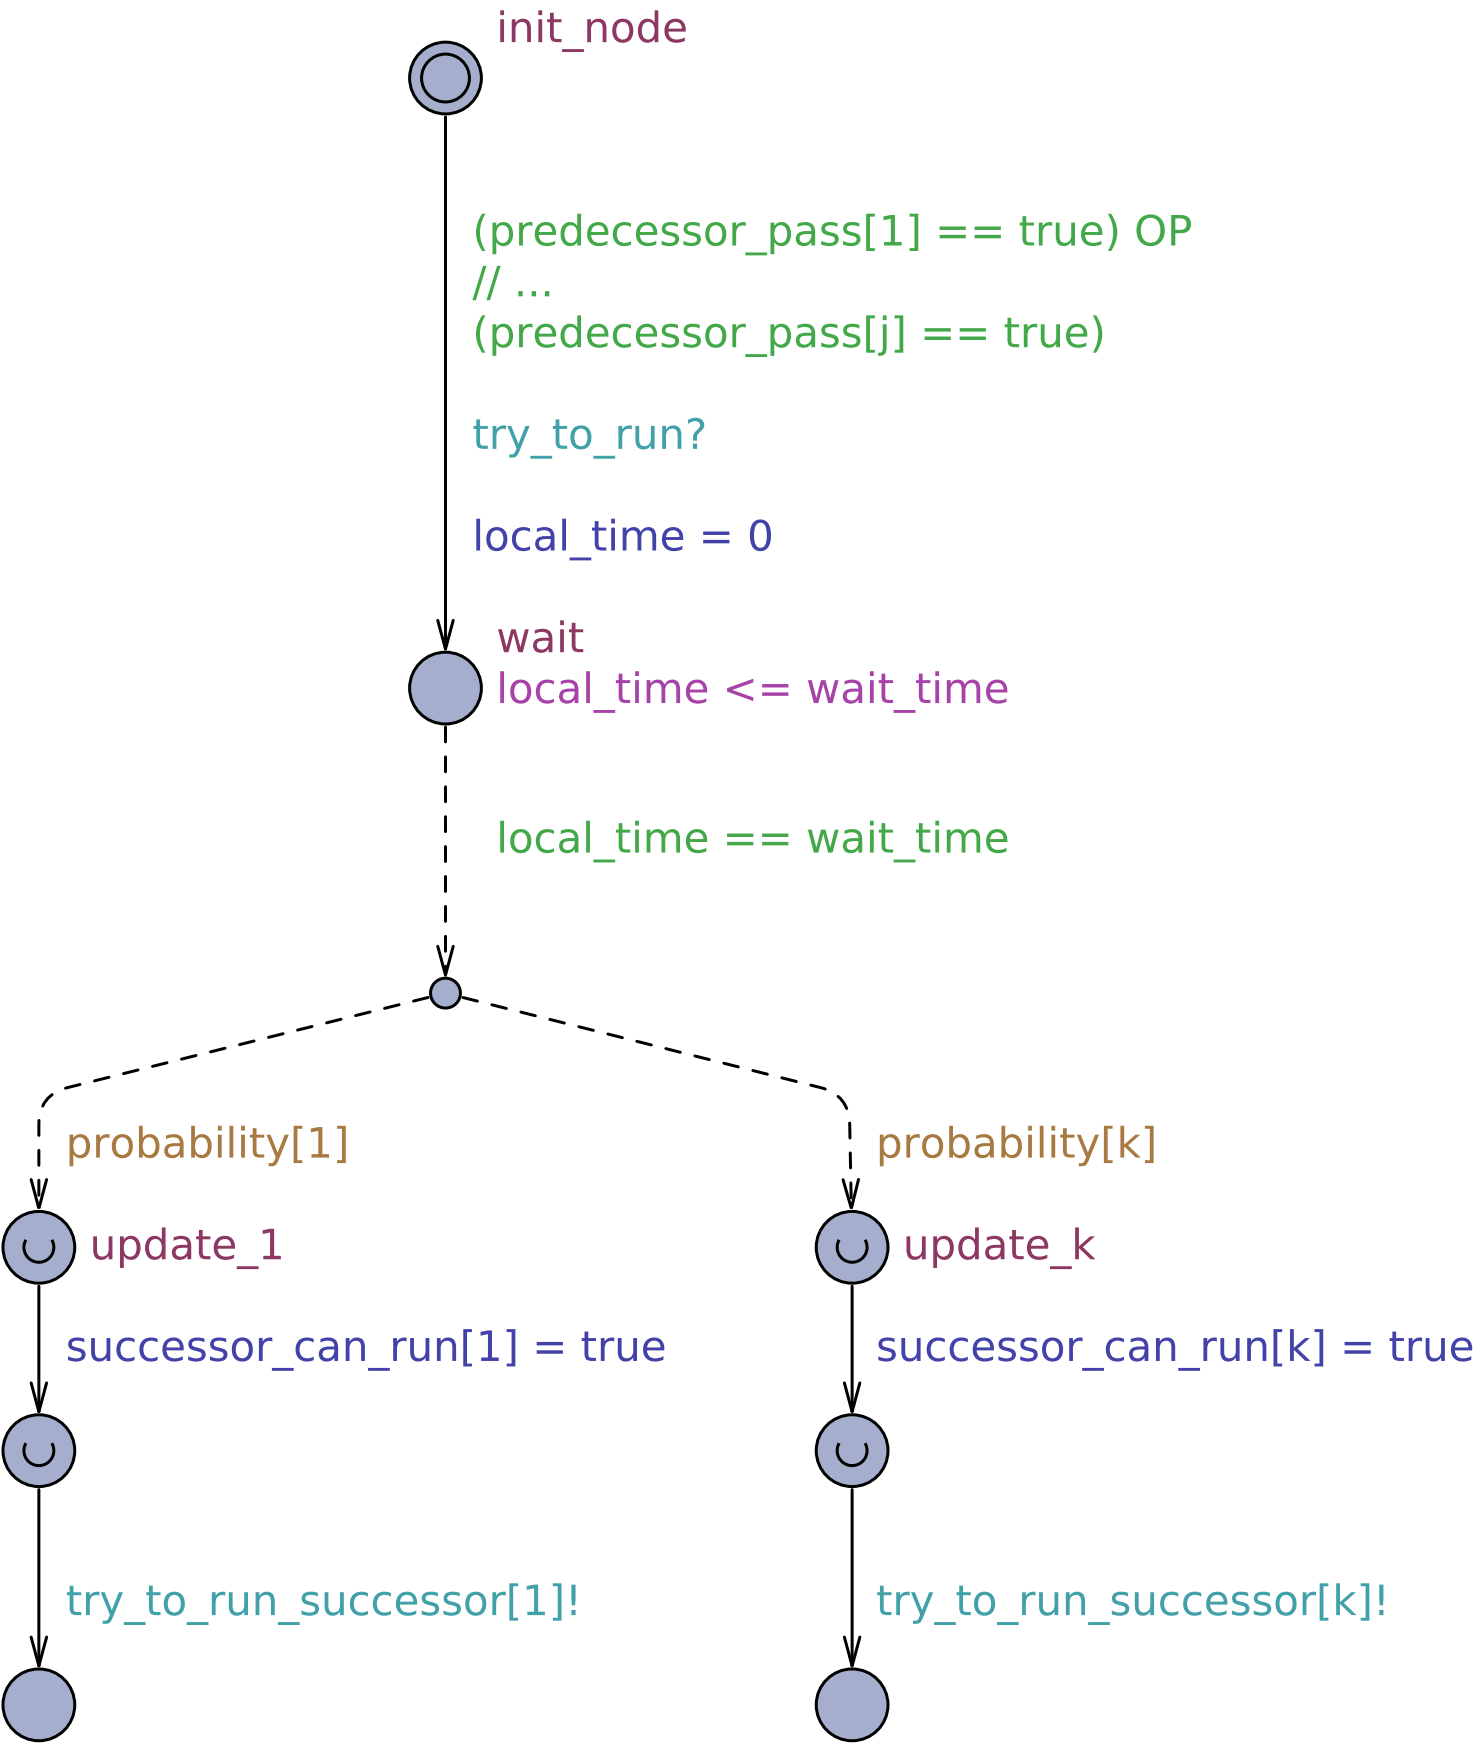 init_node
(predecessor_pass[1] == true) OP
// ...
(predecessor_pass[j] == true)
try_to_run?
local_time = 0
wait
local_time <= wait_time
local_time == wait_time
probability[1]
probability[k]
update_1
update_k
successor_can_run[1] = true
successor_can_run[k] = true
try_to_run_successor[1]!
try_to_run_successor[k]!